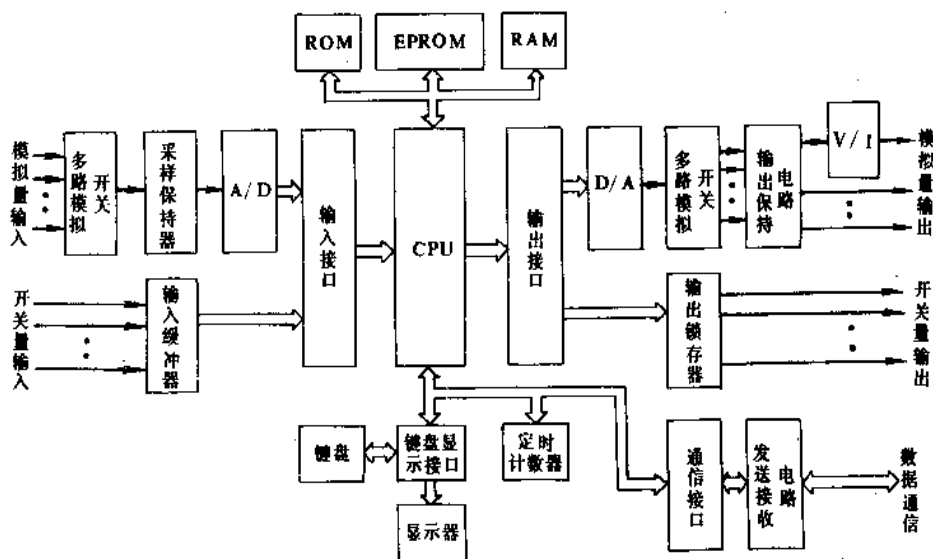 ROM
EPROM
RAM
模拟量输入
多路模拟
开关
采样保持器
A/D
输入接口
CPU
输出接口
D/A
多路模拟
开关
输出保持
电路
V/I
模拟量输出
开关量输入
输入缓冲器
输出锁存器
开关量输出
键盘
键盘显
示接口
定时
计数器
通信接口
发送接收
电路
数据通信
显示器